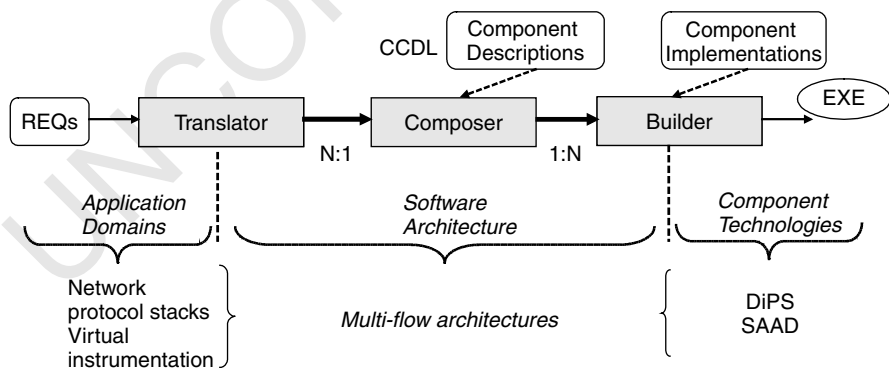 CCDL
Component
Descriptions
Component
Implementations
REQs
Translator
Composer
Builder
EXE
N:1
1:N
Application
Domains
Software
Architecture
Component
Technologies
Network
protocol stacks
Virtual
instrumentation
Multi-flow architectures
DiPS
SAAD
UNCO